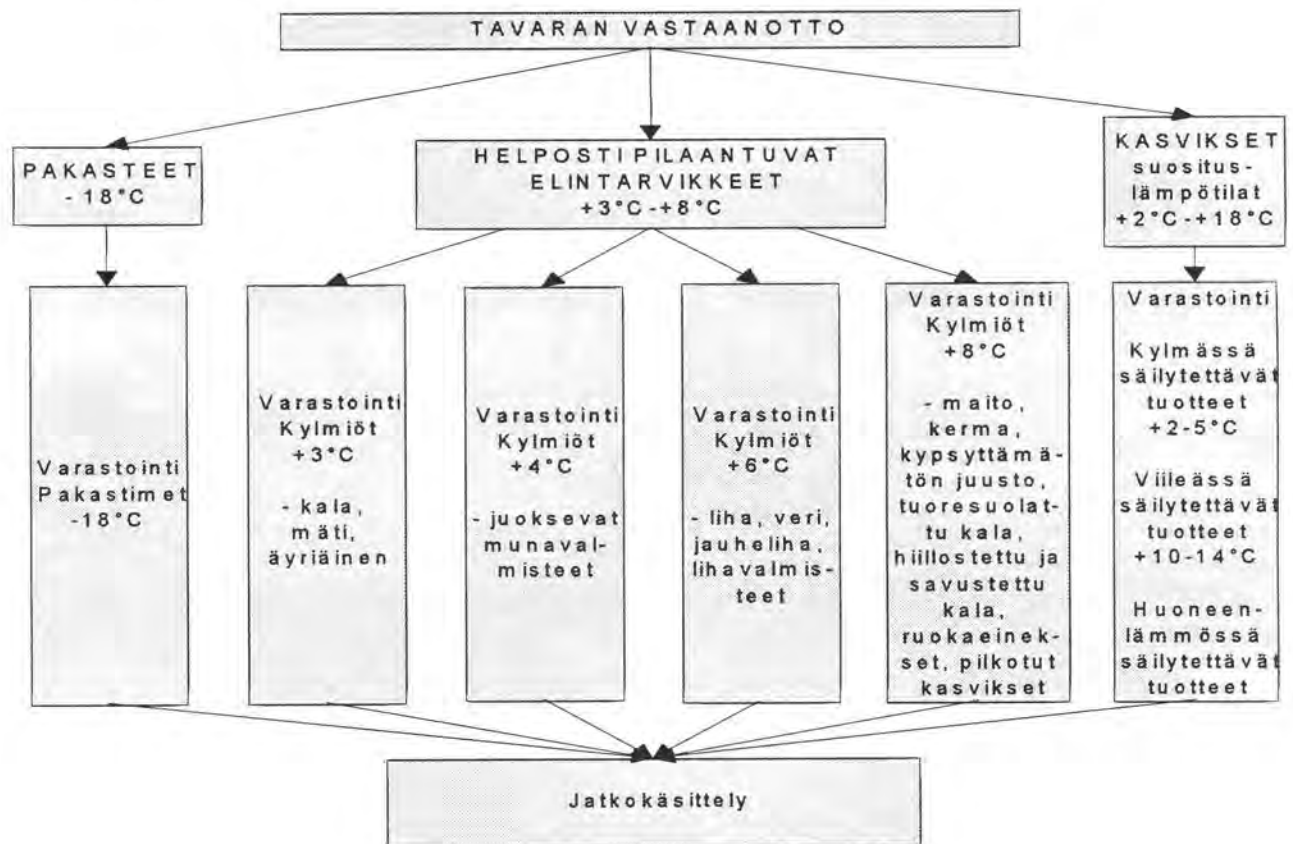 TAVARAN VASTAANOTTO
PAKASTEET
-18°C
HELPOSTI PILAANTUVAT
ELINTARVIKKEET
+3°C-+8°C
KASVIKSET
suositus-
lämpötilat
+2°C-+18°C
Varastointi
Pakastimet
-18°C
Varastointi
Kylmiöt
+3°C
- kala,
mäti,
äyriäinen
Varastointi
Kylmiöt
+4°C
- juoksevat
munaval-
misteet
Varastointi
Kylmiöt
+6°C
- liha, veri,
jauheliha,
lihavalmis-
teet
Varastointi
Kylmiöt
+8°C
- maito,
kerma,
kypsyttämä-
tön juusto,
tuoresuolat-
tu kala,
hiillostettu ja
savustettu
kala,
ruokaeinek-
set, pilkotut
kasvikset
Varastointi
Kylmässä
säilytettävät
tuotteet
+2-5°C
Viileässä
säilytettävät
tuotteet
+10-14°C
Huoneen-
lämmössä
säilytettävät
tuotteet
Jatkokäsittely